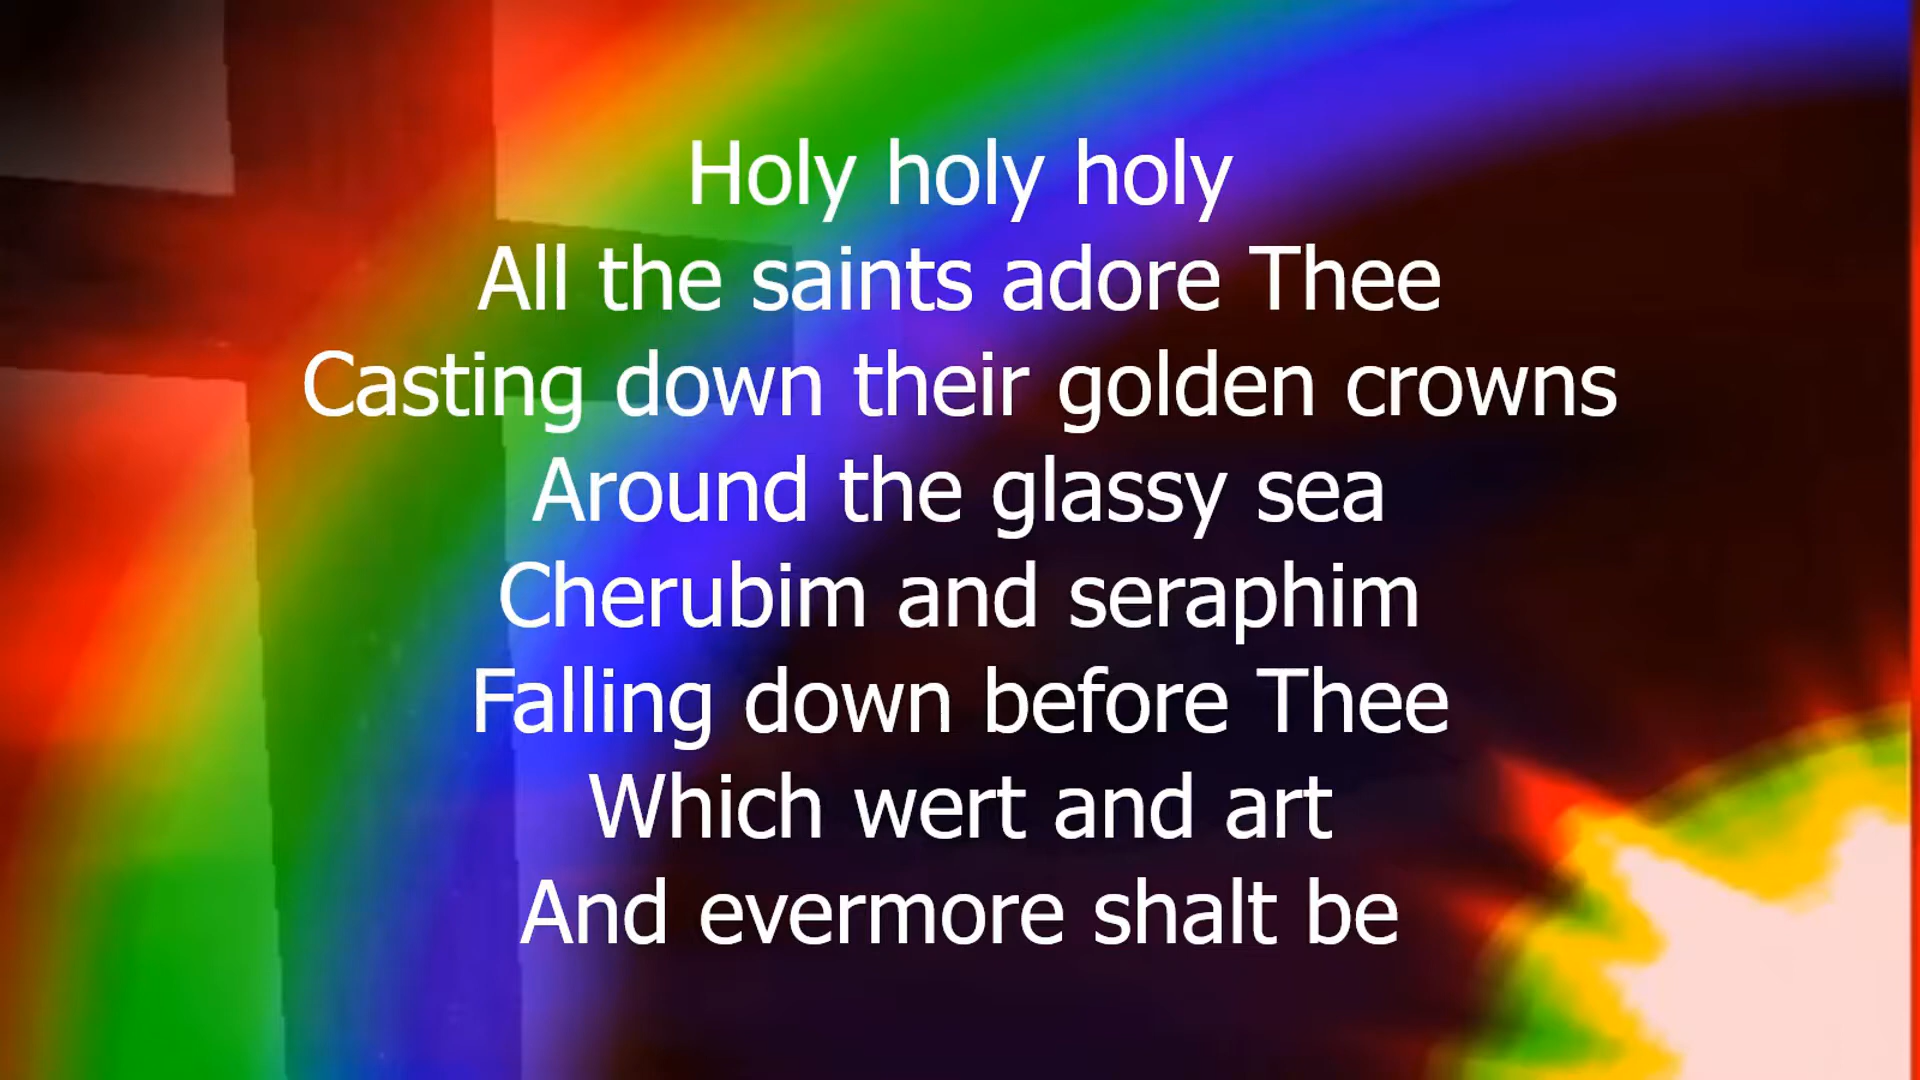 Holy holy holy
All the saints adore Thee
Casting down their golden crowns
Around the glassy sea
Cherubim and seraphim
Falling down before Thee
Which wert and art
And evermore shalt be